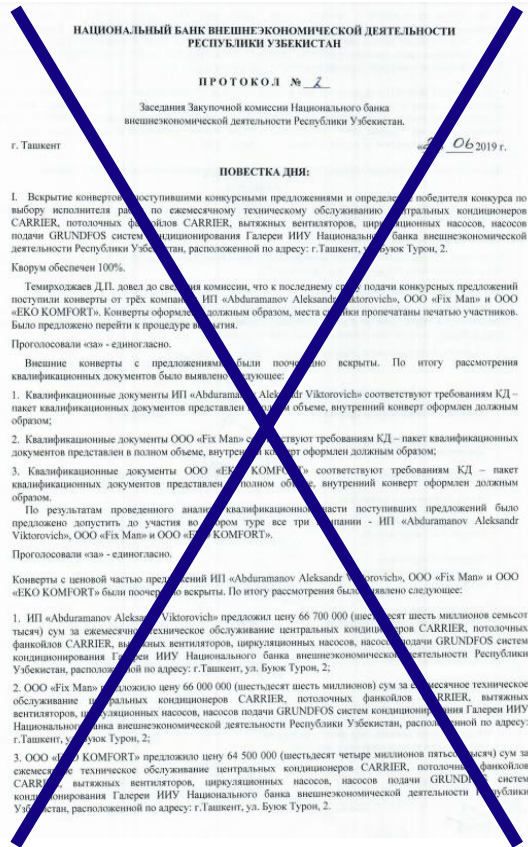 НАЦИОНАЛЬНЫЙ БАНК ВНЕШНЕЭКОНОМИЧЕСКОЙ ДЕЯТЕЛЬНОСТИ
РЕСПУБЛИКИ УЗБЕКИСТАН
ПРОТОКОЛ № 2
Заседания Закупочной комиссии Национального банка
внешнеэкономической деятельности Республики Узбекистан.
г. Ташкент « 06 2019 г.
ПОВЕСТКА ДНЯ:
I. Вскрытие конвертов поступившими конкурсными предложениями и определение победителя конкурса по
выбору исполнителя работ по ежемесячному техническому обслуживанию центральных кондиционеров
CARRIER, потолочных фанкойлов CARRIER, вытяжных вентиляторов, циркуляционных насосов, насосов
подачи GRUNDFOS систем кондиционирования Галереи ИИУ Национального банка внешнеэкономической
деятельности Республики Узбекистан, расположенной по адресу: г.Ташкент, ул. Буюк Турон, 2.
Кворум обеспечен 100%.
Темирходжаев Д.П. довел до сведения комиссии, что к последнему сроку подачи конкурсных предложений
поступили конверты от трёх компаний ИП «Abduramanov Aleksandr Viktorovich», ООО «Fix Man» и ООО
«EKO KOMFORT». Конверты оформлены должным образом, места склейки пропечатаны печатью участников.
Было предложено перейти к процедуре вскрытия.
Проголосовали «за» - единогласно.
Внешние конверты с предложениями были поочередно вскрыты. По итогу рассмотрения
квалификационных документов было выявлено следующее:
1. Квалификационные документы ИП «Abduramanov Aleksandr Viktorovich» соответствуют требованиям КД –
пакет квалификационных документов представлен в полном объеме, внутренний конверт оформлен должным
образом;
2. Квалификационные документы ООО «Fix Man» соответствуют требованиям КД – пакет квалификационных
документов представлен в полном объеме, внутренний конверт оформлен должным образом;
3. Квалификационные документы ООО «EKO KOMFORT» соответствуют требованиям КД – пакет
квалификационных документов представлен в полном объеме, внутренний конверт оформлен должным
образом.
По результатам проведенного анализа квалификационной части поступивших предложений было
предложено допустить до участия во втором туре все три компании - ИП «Abduramanov Aleksandr
Viktorovich», ООО «Fix Man» и ООО «EKO KOMFORT».
Проголосовали «за» - единогласно.
Конверты с ценовой частью предложений ИП «Abduramanov Aleksandr Viktorovich», ООО «Fix Man» и ООО
«EKO KOMFORT» были поочередно вскрыты. По итогу рассмотрения было выявлено следующее:
1. ИП «Abduramanov Aleksandr Viktorovich» предложил цену 66 700 000 (шестьдесят шесть миллионов семьсот
тысяч) сум за ежемесячное техническое обслуживание центральных кондиционеров CARRIER, потолочных
фанкойлов CARRIER, вытяжных вентиляторов, циркуляционных насосов, насосов подачи GRUNDFOS систем
кондиционирования Галереи ИИУ Национального банка внешнеэкономической деятельности Республики
Узбекистан, расположенной по адресу: г.Ташкент, ул. Буюк Турон, 2;
2. ООО «Fix Man» предложило цену 66 000 000 (шестьдесят шесть миллионов) сум за ежемесячное техническое
обслуживание центральных кондиционеров CARRIER, потолочных фанкойлов CARRIER, вытяжных
вентиляторов, циркуляционных насосов, насосов подачи GRUNDFOS систем кондиционирования Галереи ИИУ
Национального банка внешнеэкономической деятельности Республики Узбекистан, расположенной по адресу:
г.Ташкент, ул. Буюк Турон, 2;
3. ООО «EKO KOMFORT» предложило цену 64 500 000 (шестьдесят четыре миллионов пятьсот тысяч) сум за
ежемесячное техническое обслуживание центральных кондиционеров CARRIER, потолочных фанкойлов
CARRIER, вытяжных вентиляторов, циркуляционных насосов, насосов подачи GRUNDFOS систем
кондиционирования Галереи ИИУ Национального банка внешнеэкономической деятельности Республики
Узбекистан, расположенной по адресу: г.Ташкент, ул. Буюк Турон, 2.